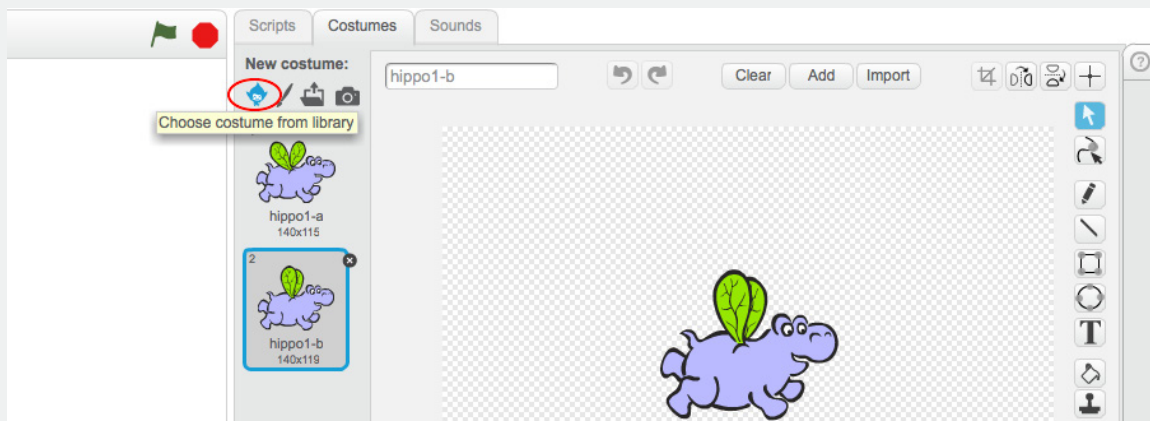 Scripts Costumes Sounds
New costume:
hippo1-b
Clear Add Import
Choose costume from library
hippo1-a
140x115
2
hippo1-b
140x119
T
?